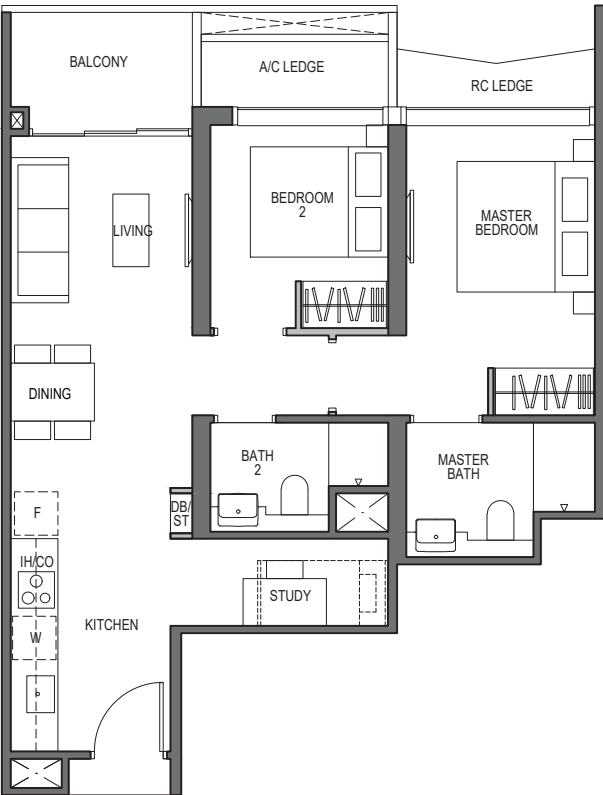 BALCONY
A/C LEDGE
RC LEDGE
BEDROOM
2
MASTER
BEDROOM
LIVING
DINING
BATH
2
MASTER
BATH
F
DB/
ST
IH/CO
STUDY
W
KITCHEN